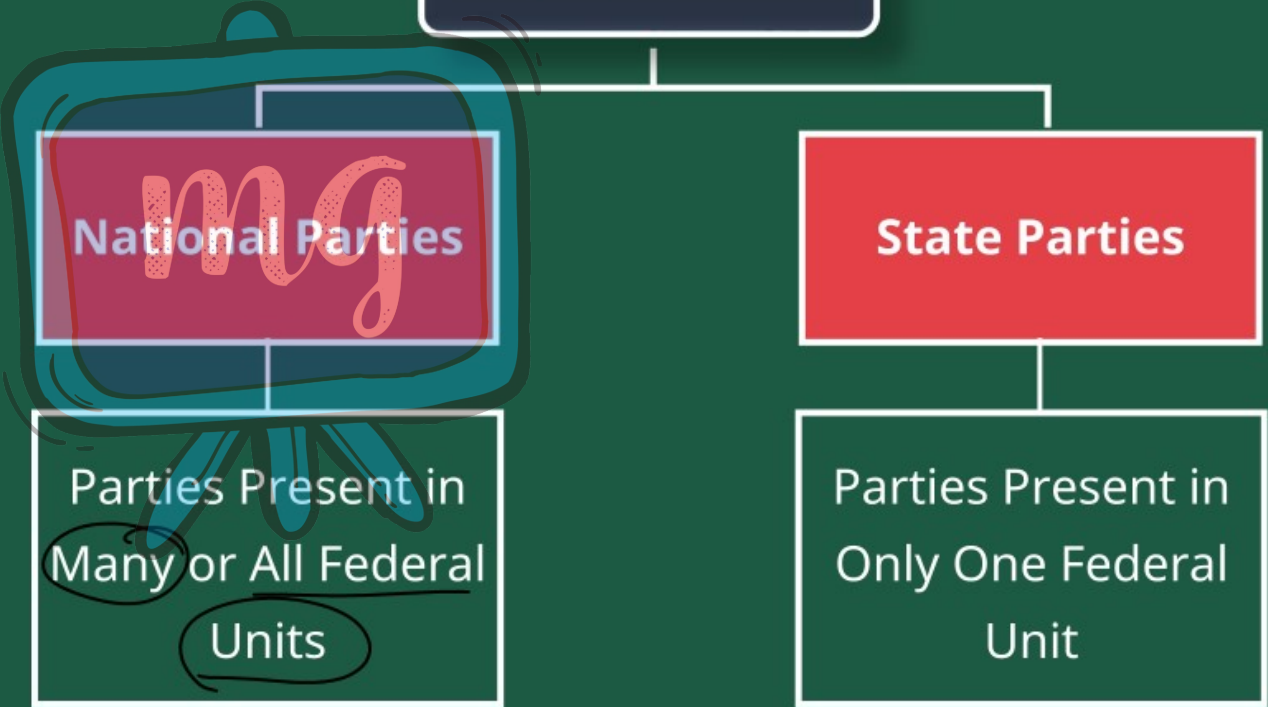 mg
National Parties
State Parties
Parties Present in
Many or All Federal
Units
Parties Present in
Only One Federal
Unit